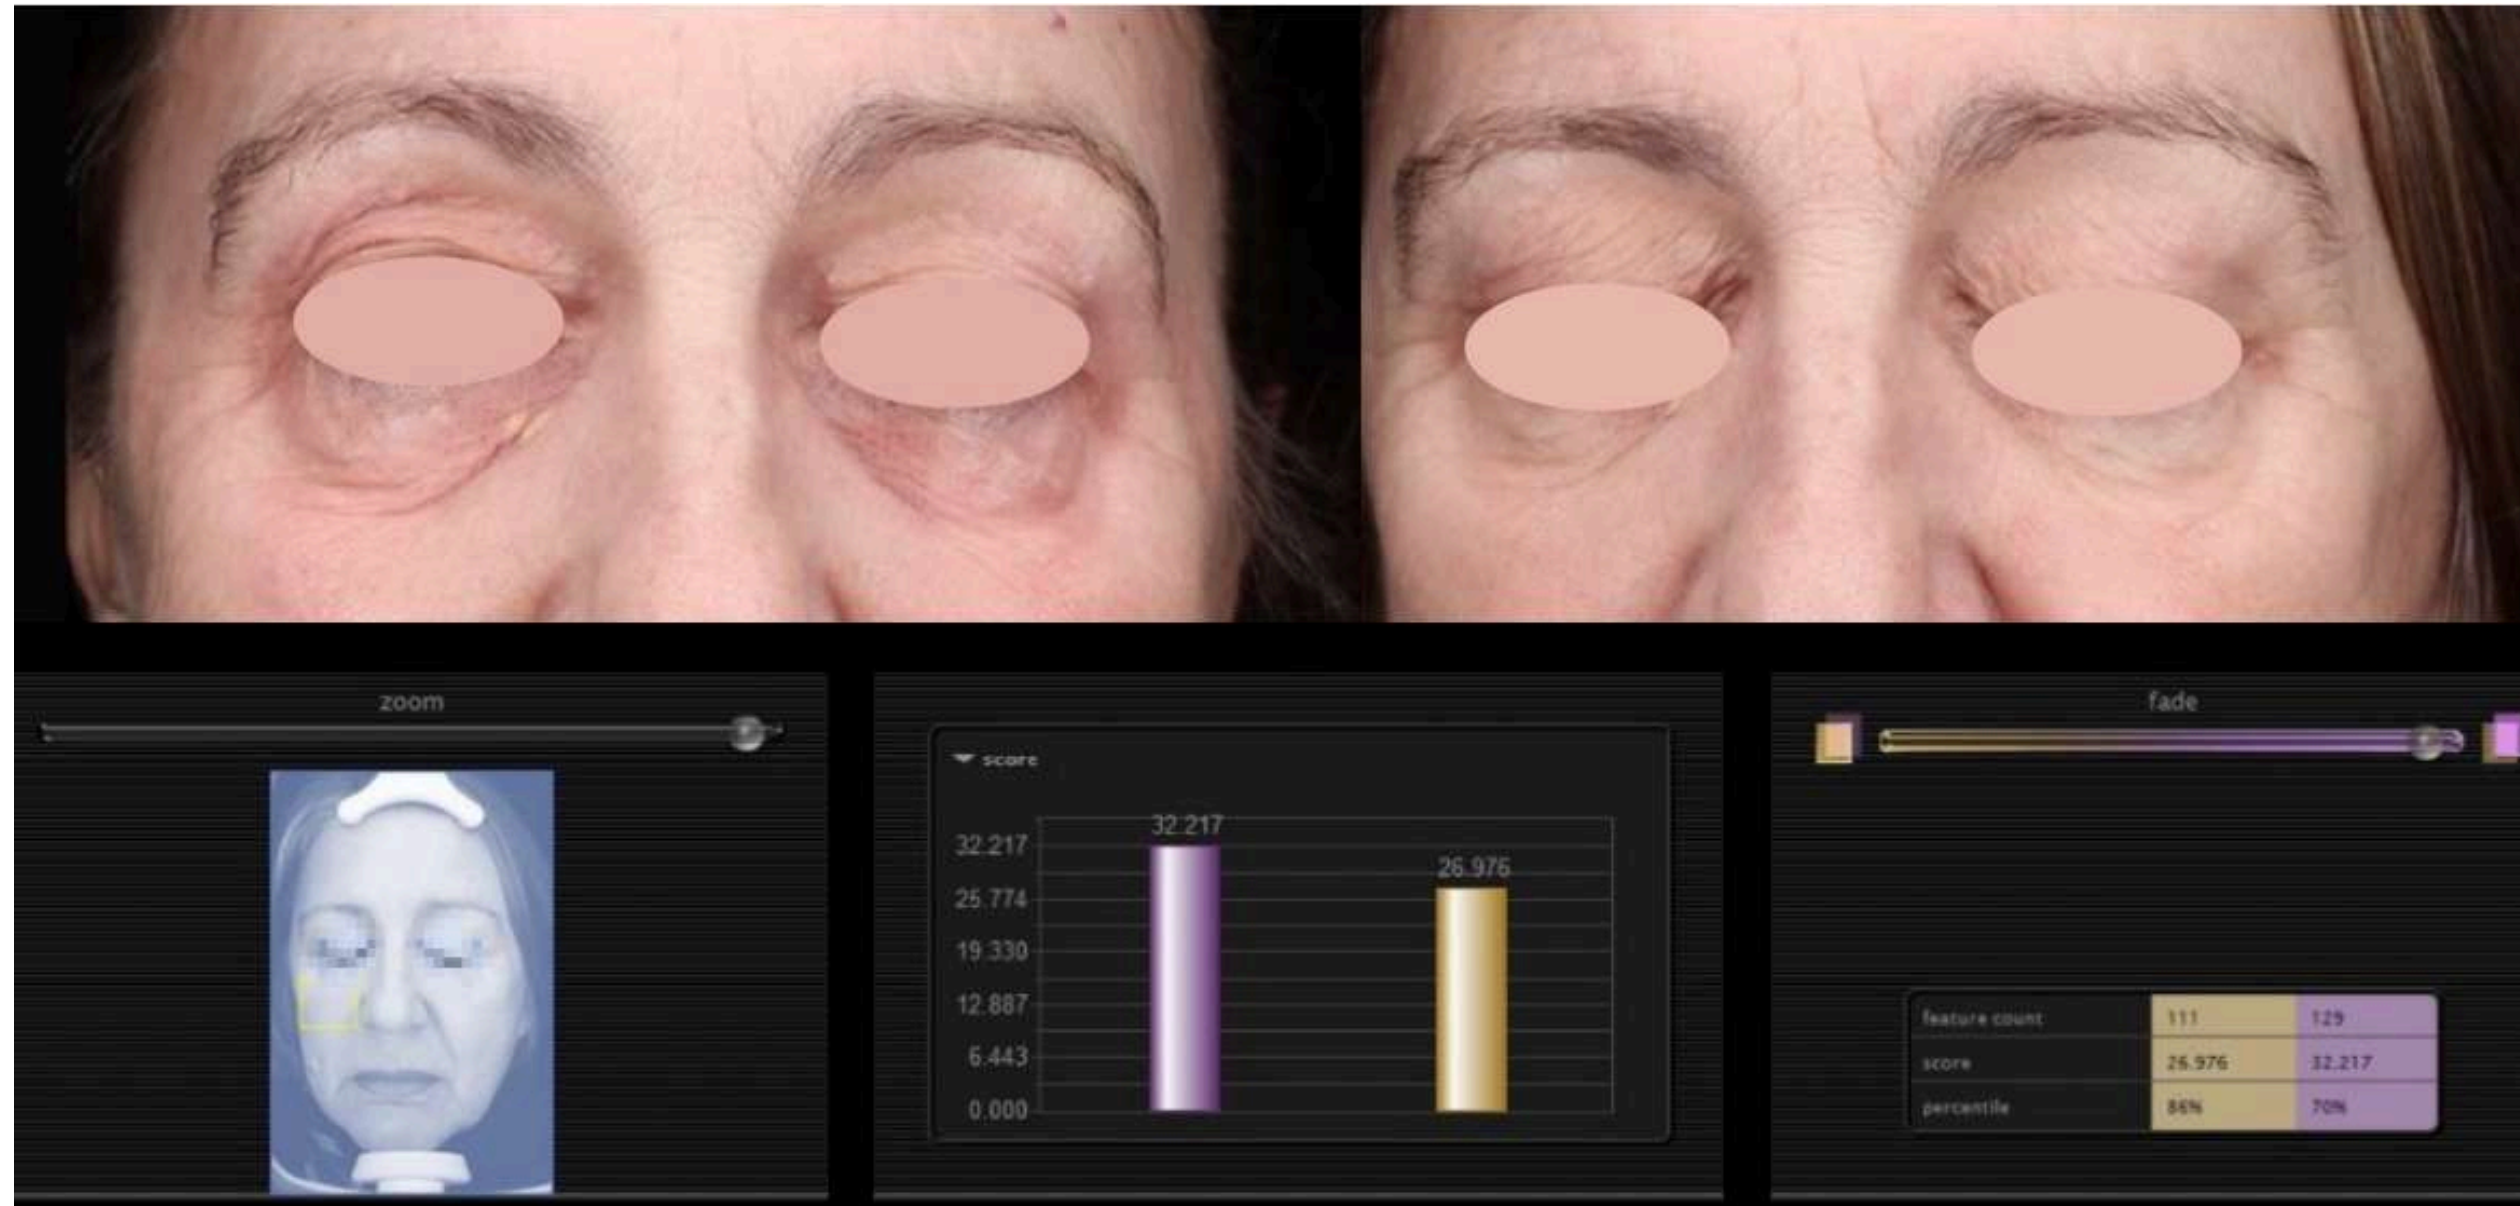 zoom
score
32.217
32.217
26.976
25.774
19.330
12.887
6.443
0.000
fade
feature count 111 129
score 26.976 32.217
percentile 86% 70%